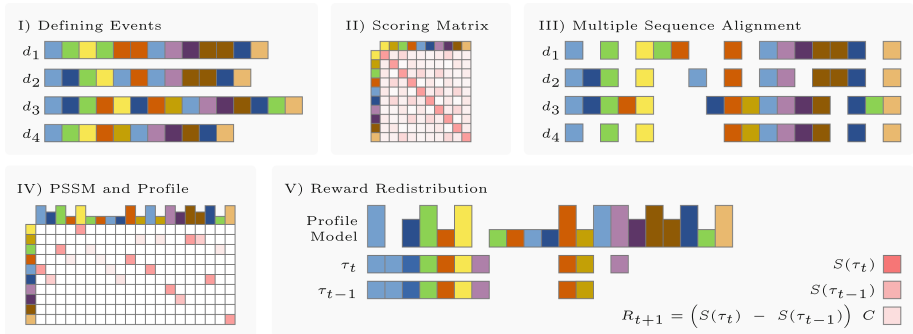 I) Defining Events
d1
d2
d3
d4
II) Scoring Matrix
III) Multiple Sequence Alignment
d1
d2
d3
d4
IV) PSSM and Profile
V) Reward Redistribution
Profile
Model
τt
τt−1
S(τt)
S(τt−1)
Rt+1 = (S(τt) − S(τt−1)) C